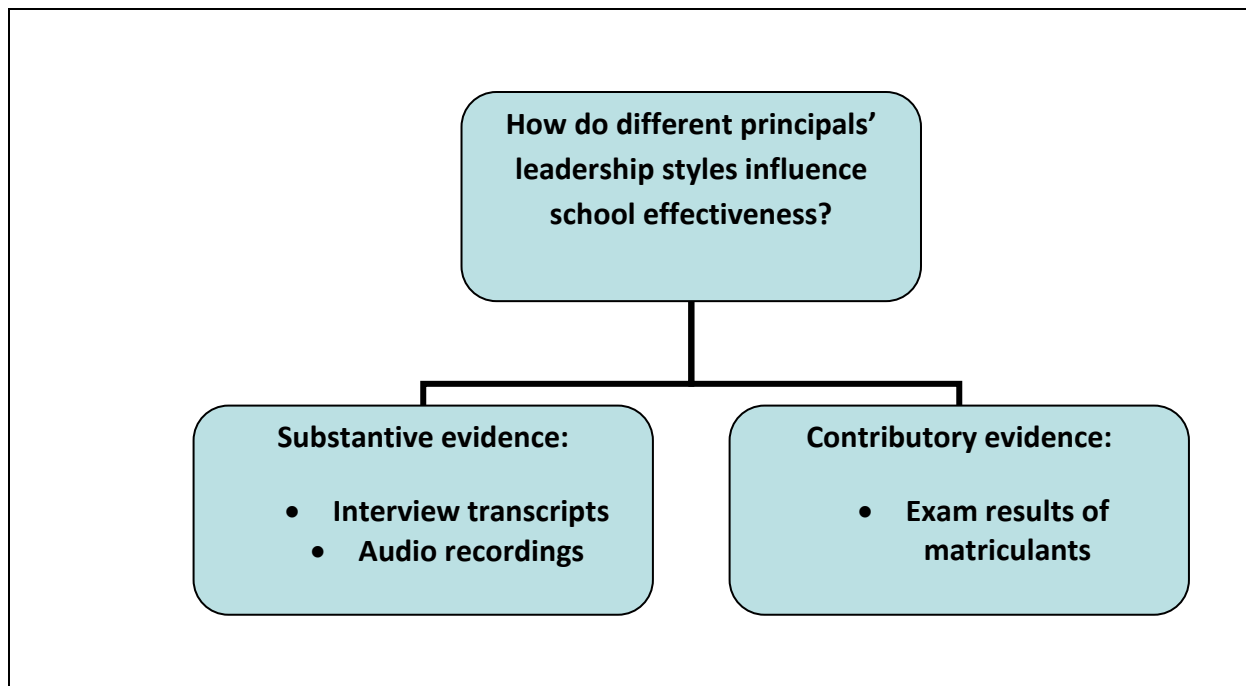 How do different principals’
leadership styles influence
school effectiveness?
Substantive evidence:
• Interview transcripts
• Audio recordings
Contributory evidence:
• Exam results of
matriculants